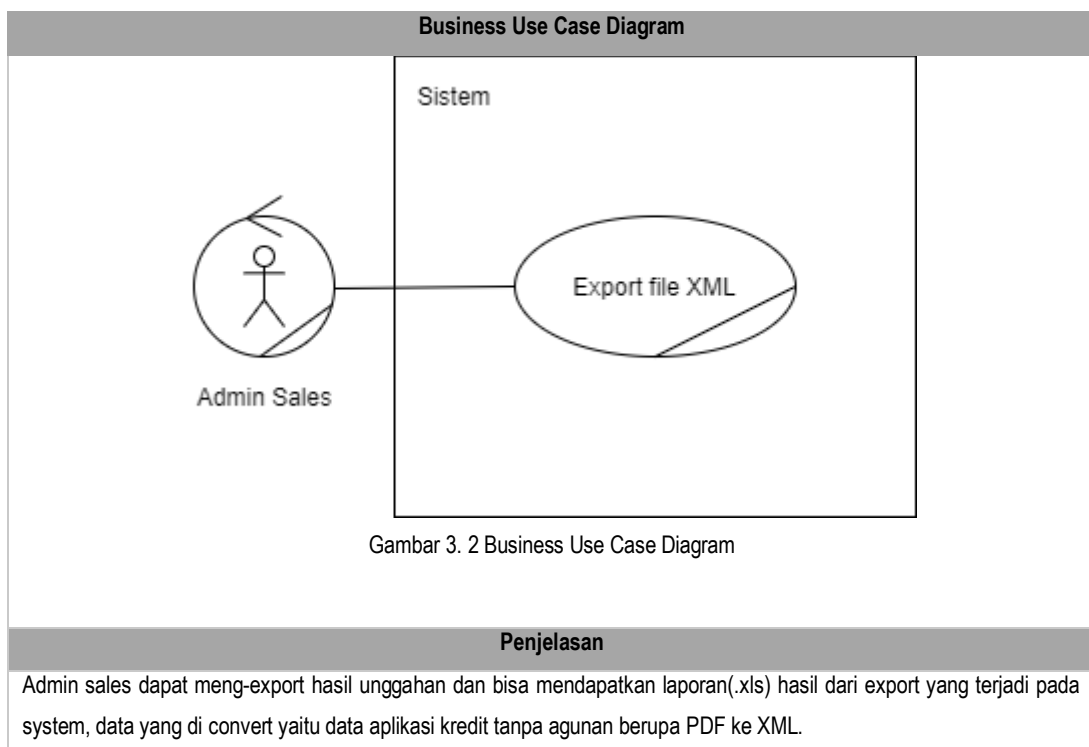 Business Use Case Diagram
Sistem
Export file XML
Admin Sales
Gambar 3. 2 Business Use Case Diagram
Penjelasan
Admin sales dapat meng-export hasil unggahan dan bisa mendapatkan laporan(.xls) hasil dari export yang terjadi pada
system, data yang di convert yaitu data aplikasi kredit tanpa agunan berupa PDF ke XML.